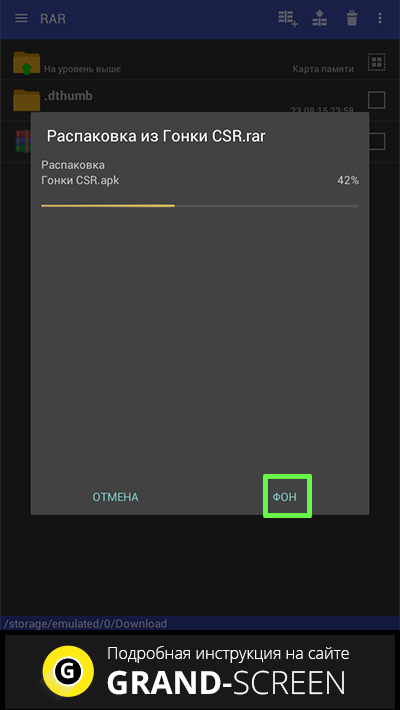 RAR
На уровень выше
Карта памяти
.dthumb
23.08.15 23:58
Распаковка из Гонки CSR.rar
Распаковка
Гонки CSR.apk
42%
ОТМЕНА
ФОН
/storage/emulated/0/Download
G
Подробная инструкция на сайте
GRAND-SCREEN